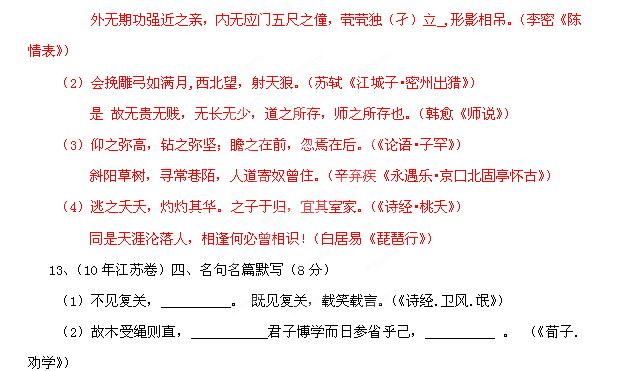 外无期功强近之亲，内无应门五尺之僮，茕茕独（孑）立_,形影相吊。（李密《陈
情表》）
（2）会挽雕弓如满月,西北望，射天狼。（苏轼《江城子·密州出猎》）
是 故无贵无贱，无长无少，道之所存，师之所存也。（韩愈《师说》）
（3）仰之弥高，钻之弥坚；瞻之在前，忽焉在后。（《论语·子罕》）
斜阳草树，寻常巷陌，人道寄奴曾住。（辛弃疾《永遇乐·京口北固亭怀古》）
（4）逃之夭夭，灼灼其华。之子于归，宜其室家。（《诗经·桃夭》）
同是天涯沦落人，相逢何必曾相识！（白居易《琵琶行》）
13、（10年江苏卷）四、名句名篇默写（8分）
（1）不见复关，_________。 既见复关，载笑载言。（《诗经.卫风.氓》）
（2）故木受绳则直，__________君子博学而日参省乎己，_________ 。 （《荀子.
劝学》）